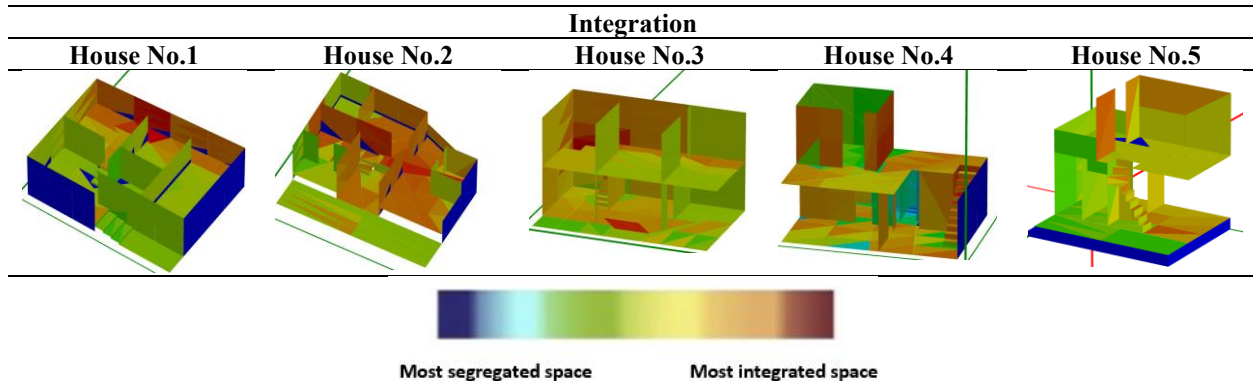 Integration
House No.1 House No.2 House No.3 House No.4 House No.5
Most segregated space Most integrated space